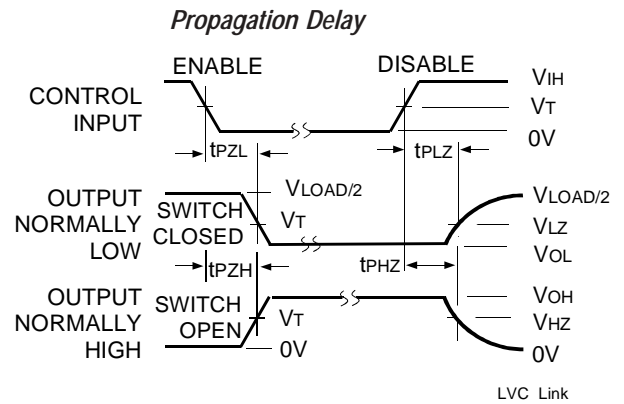 Propagation Delay
ENABLE
DISABLE
CONTROL
INPUT
VIH
VT
0V
tPZL
tPLZ
OUTPUT
NORMALLY
LOW
SWITCH
CLOSED
VLOAD/2
VT
VLOAD/2
VLZ
VOL
tPZH
tPHZ
OUTPUT
NORMALLY
HIGH
SWITCH
OPEN
VT
0V
VOH
VHZ
0V
LVC Link